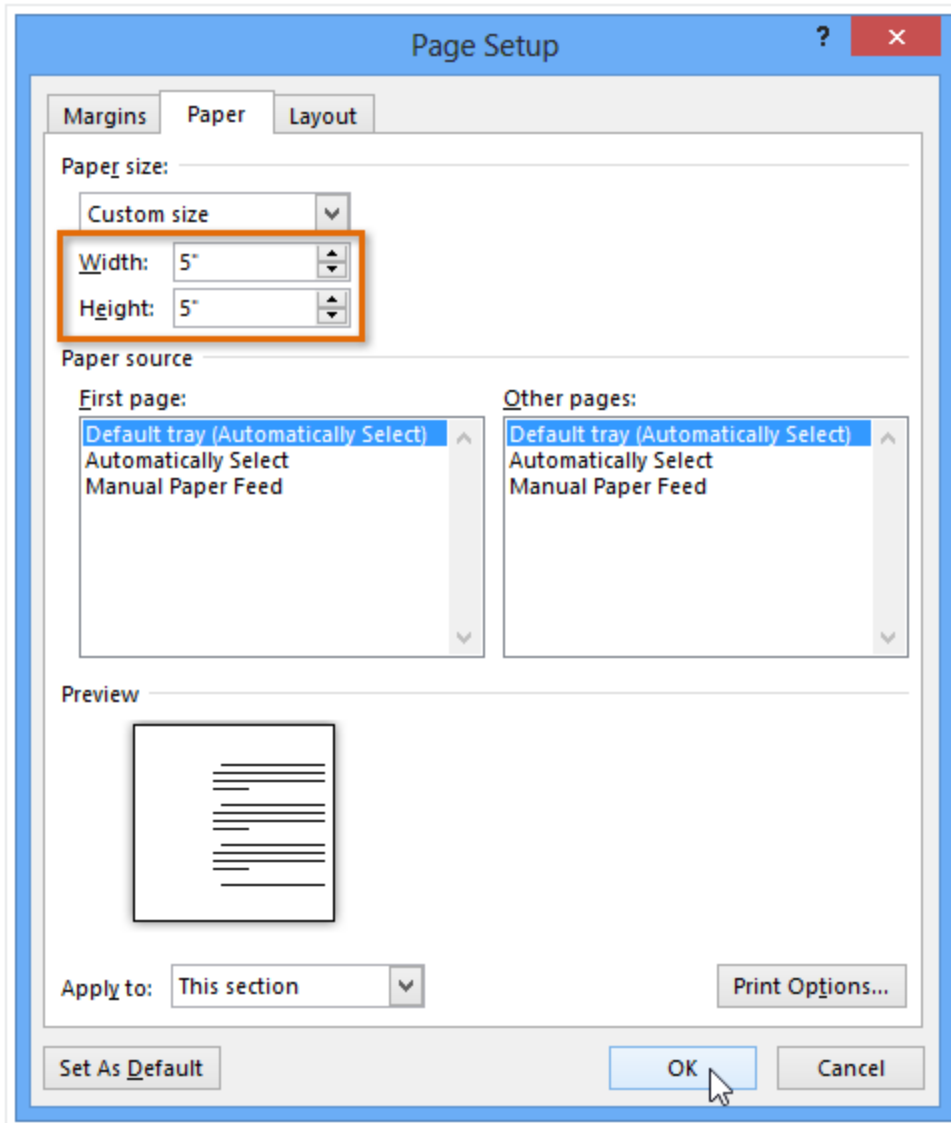 Page Setup ?
Margins Paper Layout
Paper size:
Custom size
Width: 5"
Height: 5"
Paper source
First page: Other pages:
Default tray (Automatically Select) Default tray (Automatically Select)
Automatically Select Automatically Select
Manual Paper Feed Manual Paper Feed
Preview
Apply to: This section Print Options...
Set As Default OK Cancel